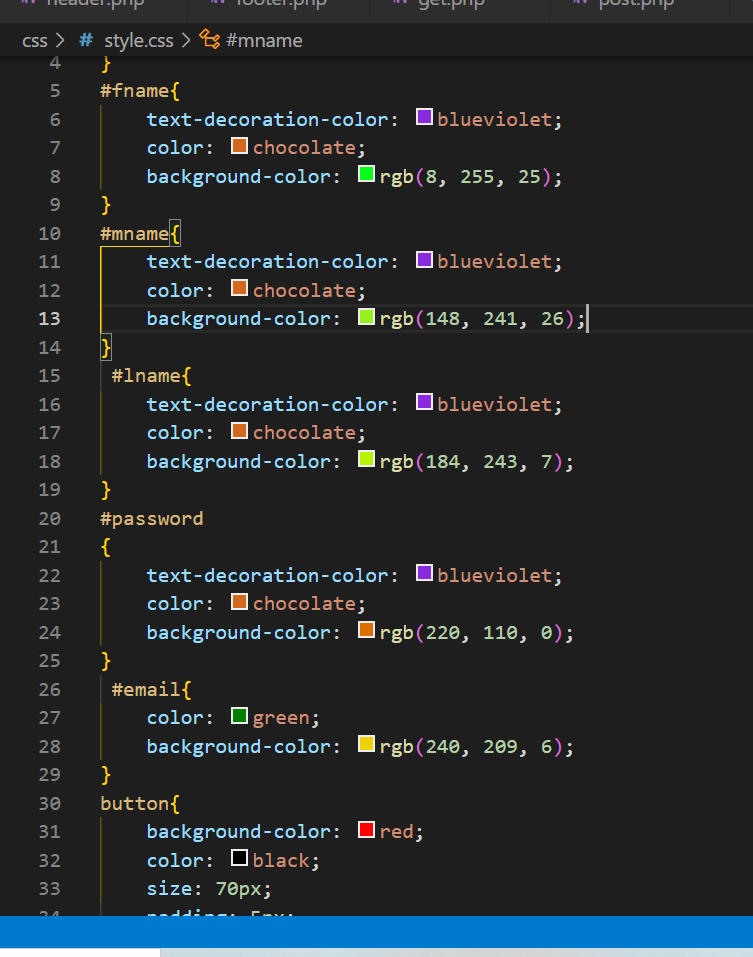 header.php footer.php get.php post.php
css > # style.css > #mname
4 }
5 #fname{
6 text-decoration-color: blueviolet;
7 color: chocolate;
8 background-color: rgb(8, 255, 25);
9 }
10 #mname{
11 text-decoration-color: blueviolet;
12 color: chocolate;
13 background-color: rgb(148, 241, 26);
14 }
15 #lname{
16 text-decoration-color: blueviolet;
17 color: chocolate;
18 background-color: rgb(184, 243, 7);
19 }
20 #password
21 {
22 text-decoration-color: blueviolet;
23 color: chocolate;
24 background-color: rgb(220, 110, 0);
25 }
26 #email{
27 color: green;
28 background-color: rgb(240, 209, 6);
29 }
30 button{
31 background-color: red;
32 color: black;
33 size: 70px;
34 padding: 5px;